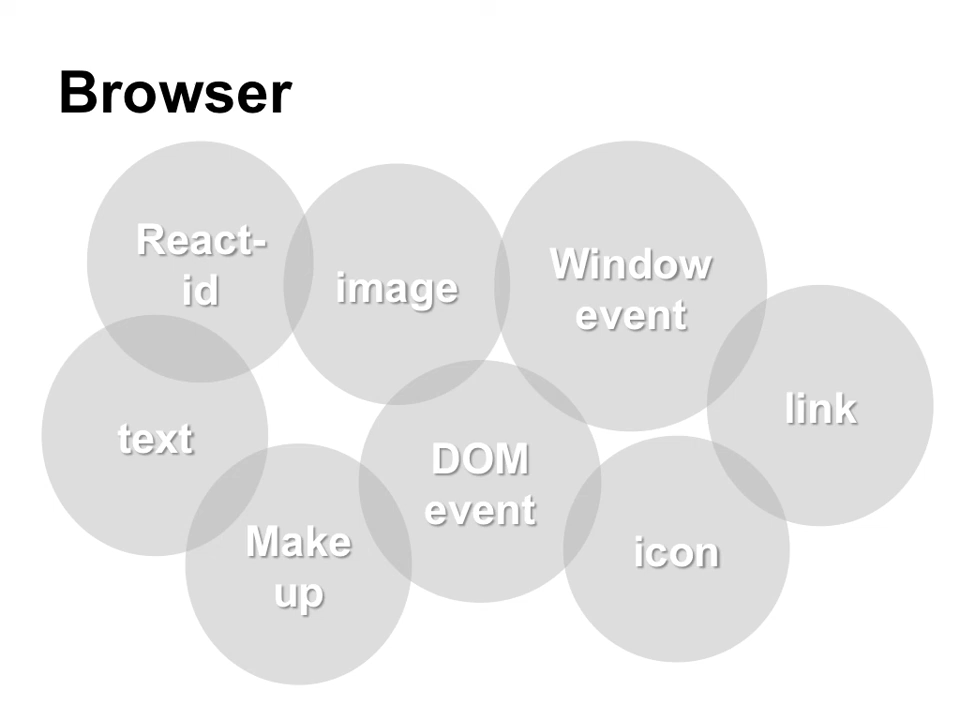 Browser
React-
id
image
Window
event
link
text
DOM
event
Make
up
icon